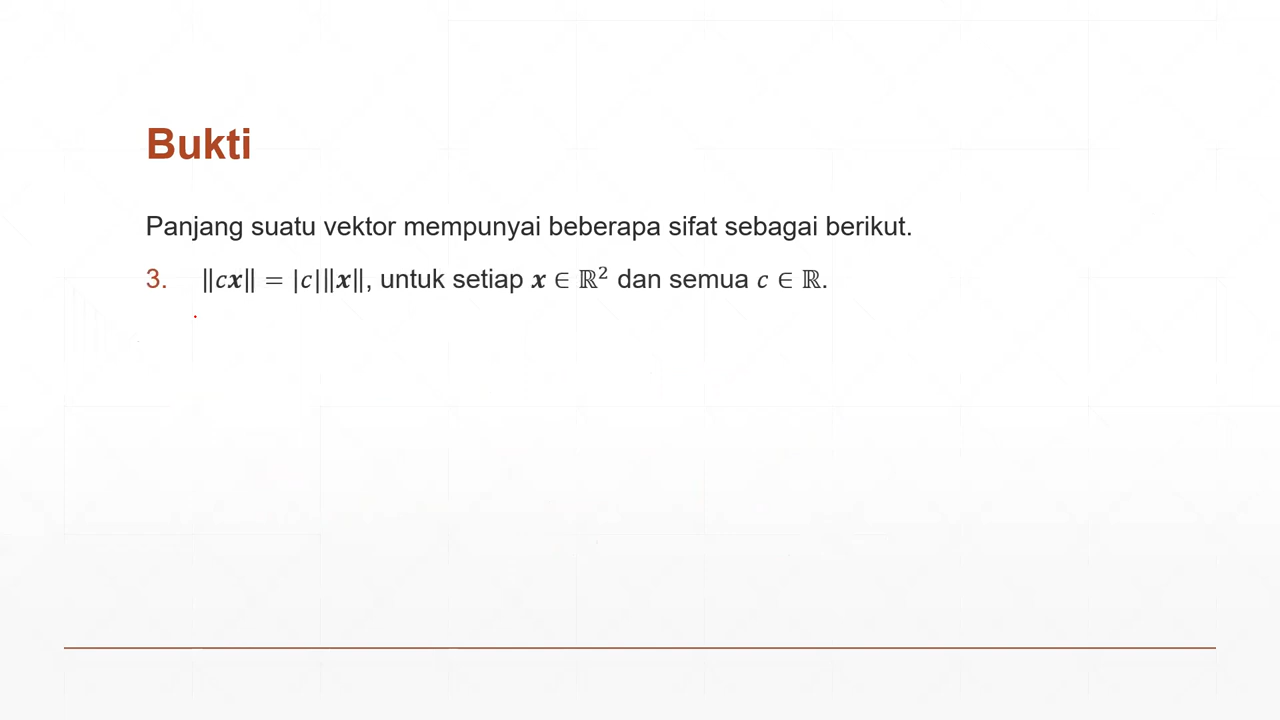 Bukti
Panjang suatu vektor mempunyai beberapa sifat sebagai berikut.
3. ‖c𝒙‖ = |c|‖𝒙‖, untuk setiap 𝒙 ∈ ℝ² dan semua c ∈ ℝ.